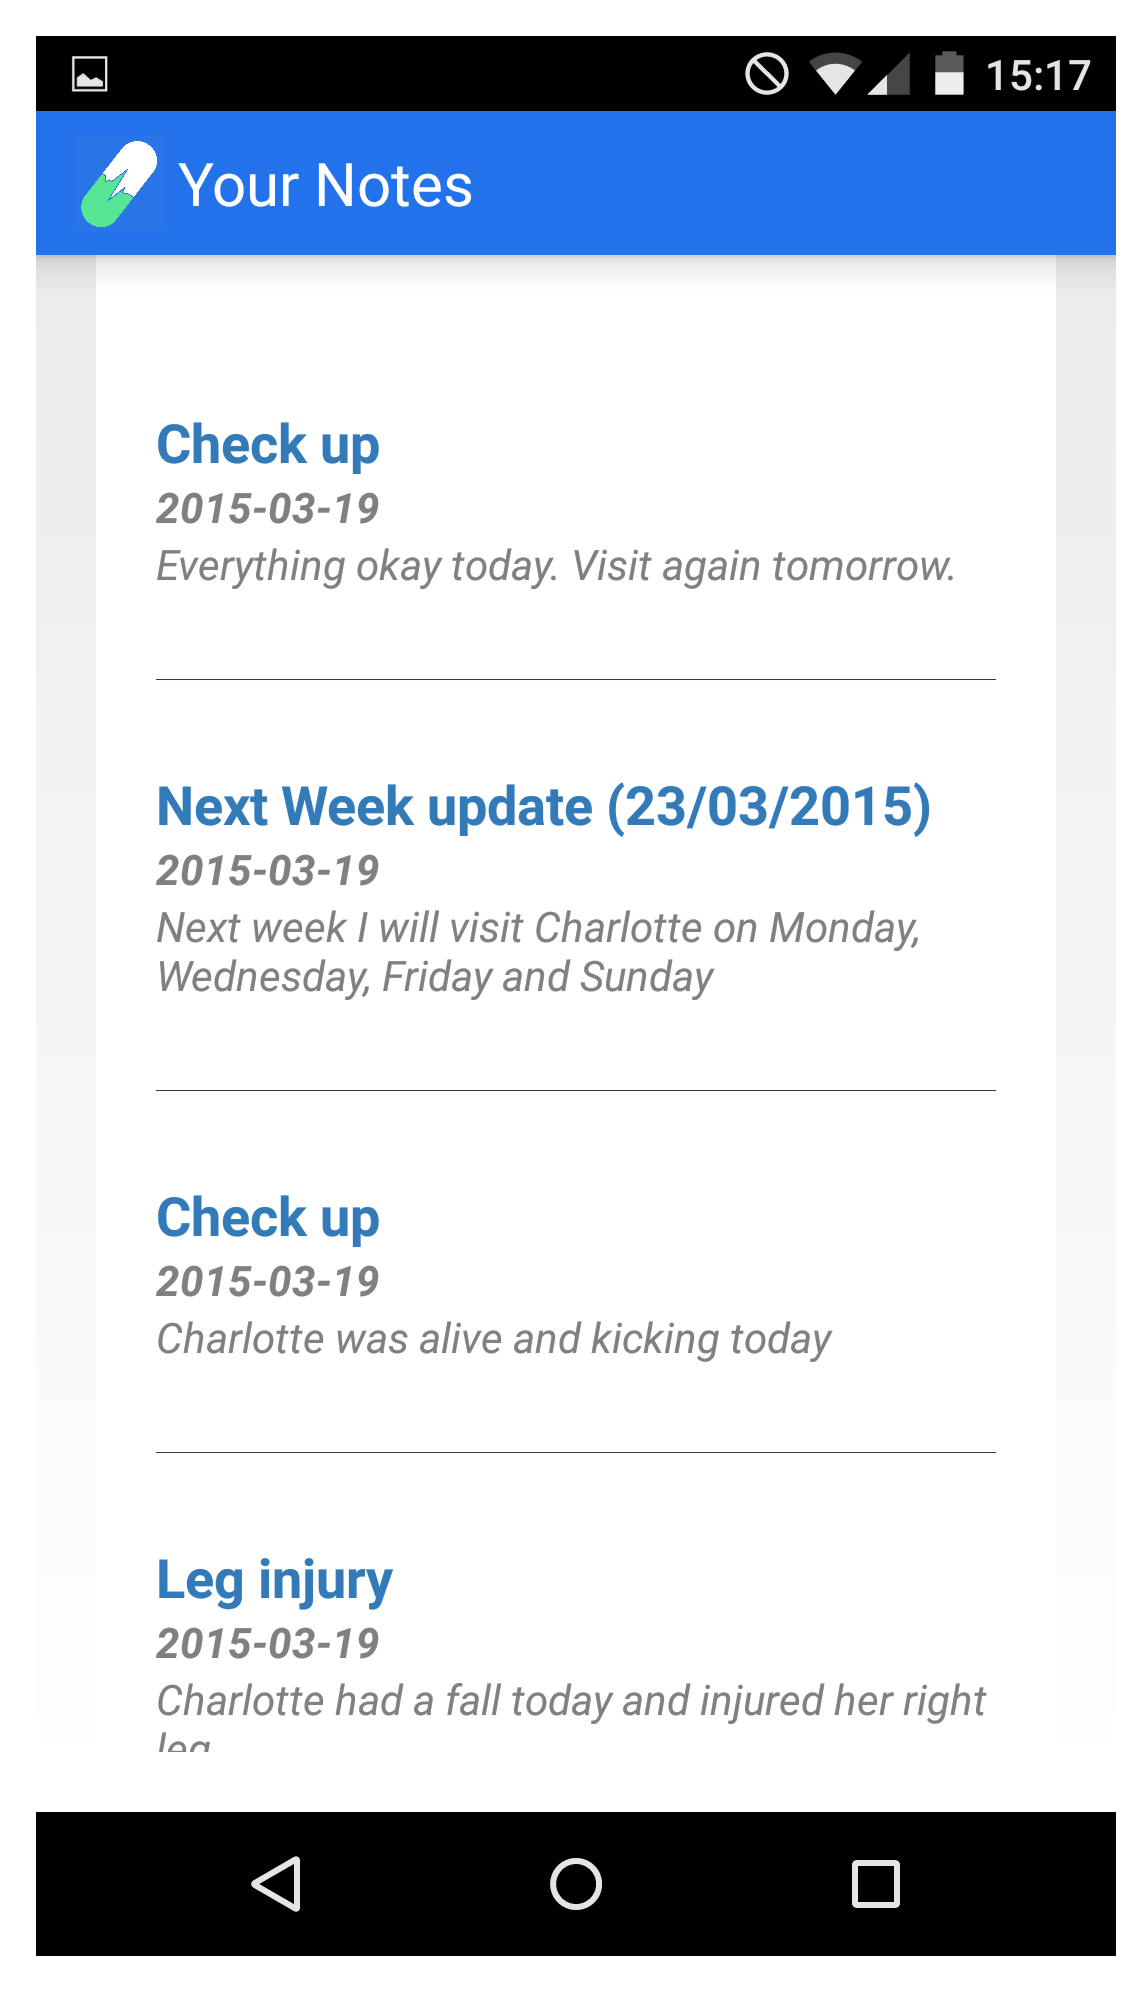 15:17
Your Notes
Check up
2015-03-19
Everything okay today. Visit again tomorrow.
Next Week update (23/03/2015)
2015-03-19
Next week I will visit Charlotte on Monday,
Wednesday, Friday and Sunday
Check up
2015-03-19
Charlotte was alive and kicking today
Leg injury
2015-03-19
Charlotte had a fall today and injured her right
leg